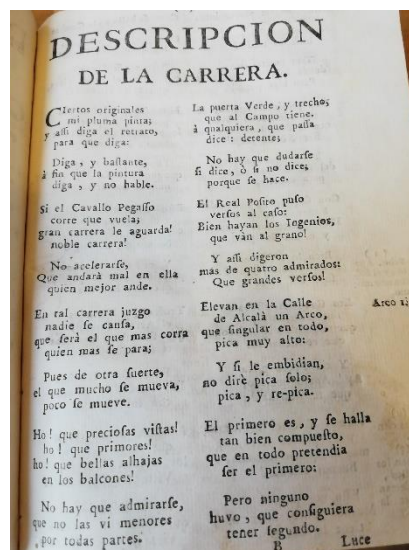 DESCRIPCION
DE LA CARRERA.
Ciertos originales
mi pluma pinta;
y aſſi diga el retrato,
para que diga:
Diga, y baſtante,
à fin que la pintura
diga, y no hable.
Si el Cavallo Pegaſſo
corre que vuela;
gran carrera le aguarda!
noble carrera!
No acelerarſe,
Que andarà mal en ella
quien mejor ande.
En tal carrera juzgo
nadie ſe canſa,
que ſerà el que mas corra
quien mas ſe para;
Pues de otra ſuerte,
el que mucho ſe mueva,
poco ſe mueve.
Ho! que precioſas viſtas!
ho! que primores!
ho! que bellas alhajas
en los balcones!
No hay que admirarſe,
que no las vi menores
por todas partes.
La puerta Verde, y trecho;
que al Campo tiene.
à qualquiera, que paſſa
dice: detente;
No hay que dudarſe
ſi dice, ò ſi no dice;
porque ſe hace.
El Real Poſito puſo
verſos al caſo:
Bien hayan los Ingenios,
que vàn al grano!
Y aſſi digeron
mas de quatro admirados:
Que grandes verſos!
Elevan en la Calle
de Alcalà un Arco,
que ſingular en todo,
pica muy alto:
Y ſi le embidian,
no dirè pica ſolo;
pica, y re-pica.
El primero es, y ſe halla
tan bien compueſto,
que en todo pretendia
ſer el primero:
Pero ninguno
huvo, que conſiguiera
tener ſegundo.
Arco
B Luce